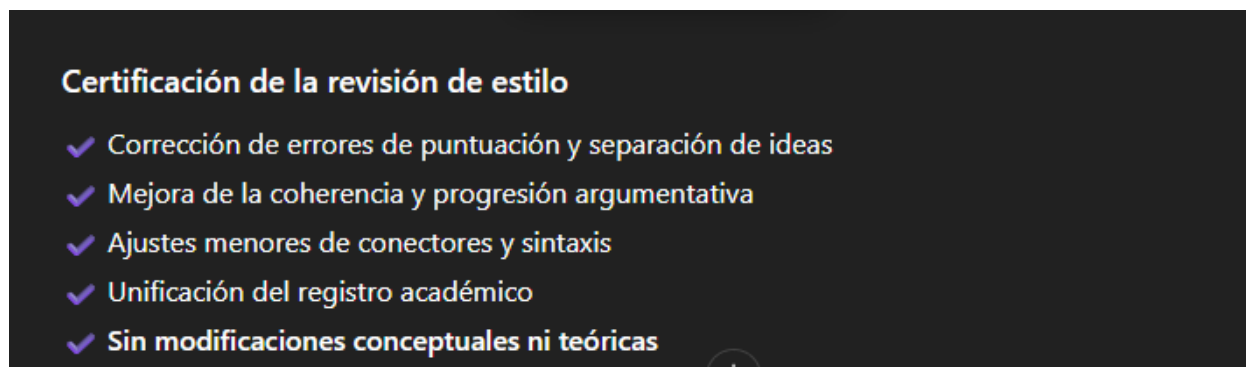 Certificación de la revisión de estilo
Corrección de errores de puntuación y separación de ideas
Mejora de la coherencia y progresión argumentativa
Ajustes menores de conectores y sintaxis
Unificación del registro académico
Sin modificaciones conceptuales ni teóricas